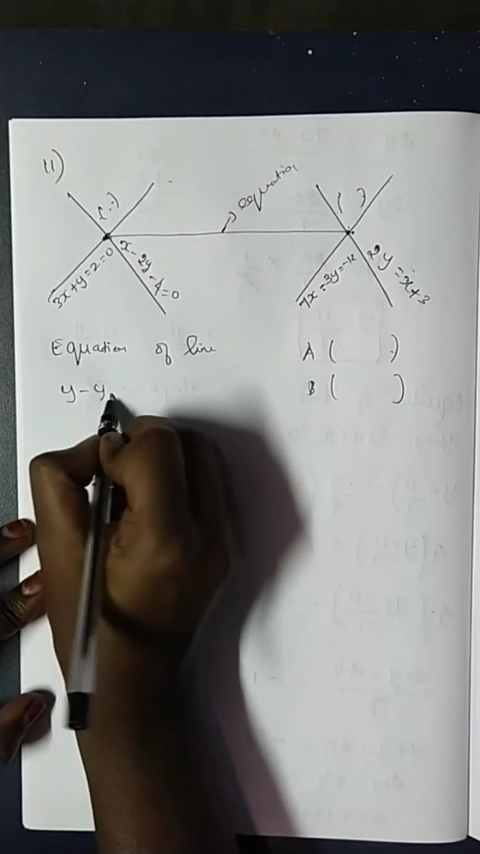 11)
(.)
equation
( )
3x+y=2=0
x-2y-4=0
7x=3y=-12
2y=x+3
Equation of line
A ( )
y-y,
B ( )